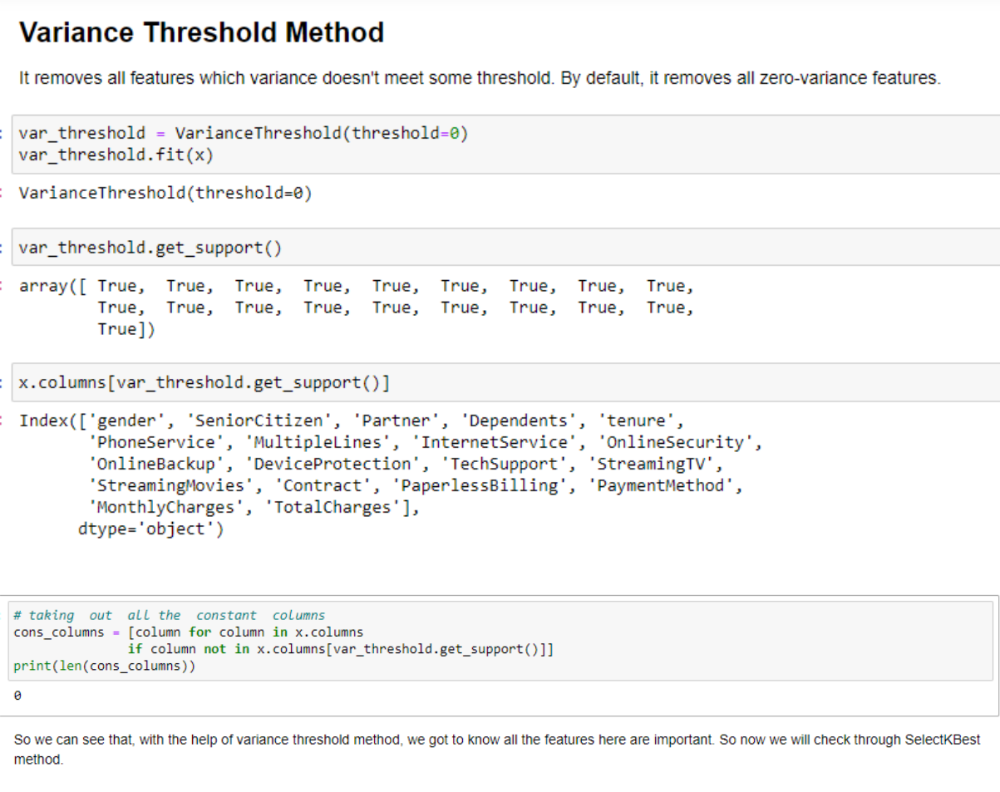 Variance Threshold Method
It removes all features which variance doesn't meet some threshold. By default, it removes all zero-variance features.
: var_threshold = VarianceThreshold(threshold=0)
var_threshold.fit(x)
: VarianceThreshold(threshold=0)
: var_threshold.get_support()
: array([ True, True, True, True, True, True, True, True, True,
True, True, True, True, True, True, True, True, True,
True])
: x.columns[var_threshold.get_support()]
: Index(['gender', 'SeniorCitizen', 'Partner', 'Dependents', 'tenure',
'PhoneService', 'MultipleLines', 'InternetService', 'OnlineSecurity',
'OnlineBackup', 'DeviceProtection', 'TechSupport', 'StreamingTV',
'StreamingMovies', 'Contract', 'PaperlessBilling', 'PaymentMethod',
'MonthlyCharges', 'TotalCharges'],
dtype='object')
# taking out all the constant columns
cons_columns = [column for column in x.columns
if column not in x.columns[var_threshold.get_support()]]
print(len(cons_columns))
0
So we can see that, with the help of variance threshold method, we got to know all the features here are important. So now we will check through SelectKBest
method.